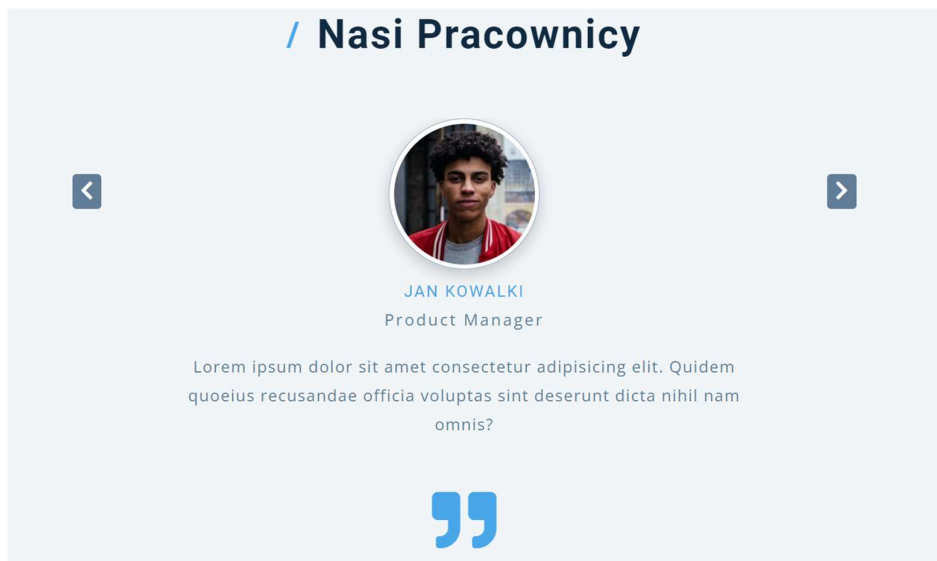 / Nasi Pracownicy
JAN KOWALKI
Product Manager
Lorem ipsum dolor sit amet consectetur adipisicing elit. Quidem
quoeius recusandae officia voluptas sint deserunt dicta nihil nam
omnis?